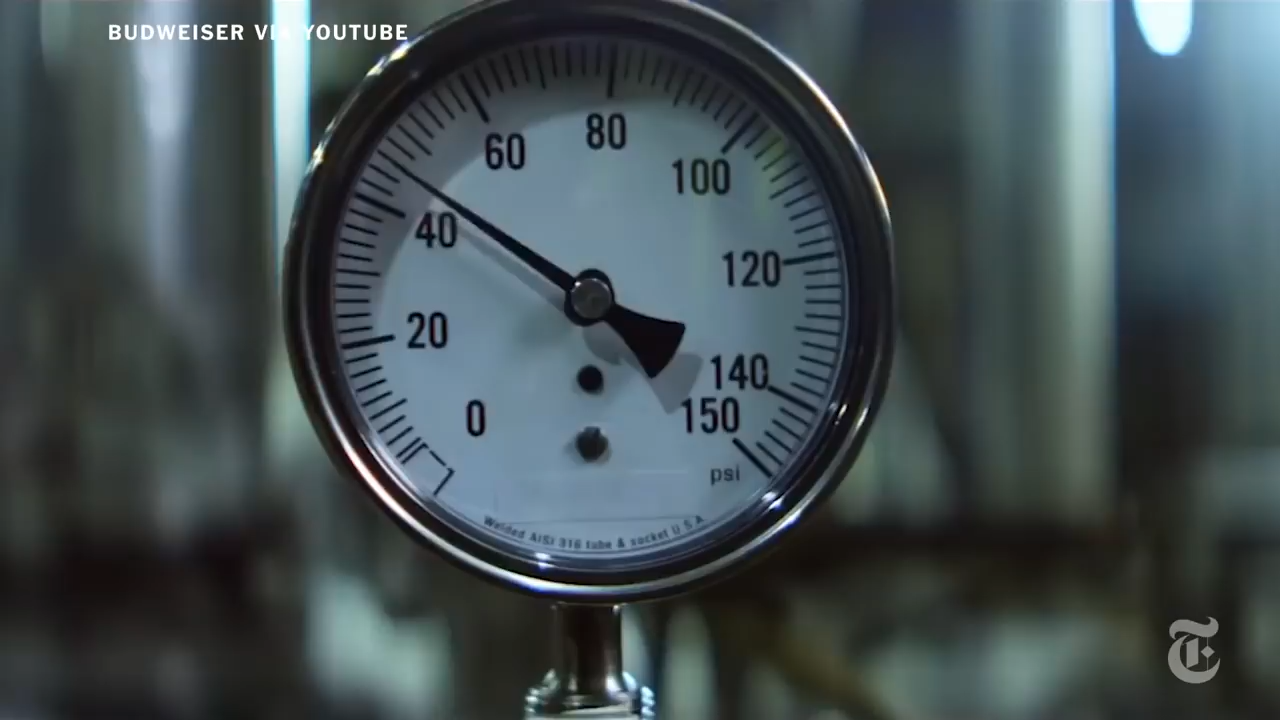 BUDWEISER VIA YOUTUBE
80
60
100
40
120
20
140
0
150
psi
Welded AISI 316 tube & socket U.S.A.
T